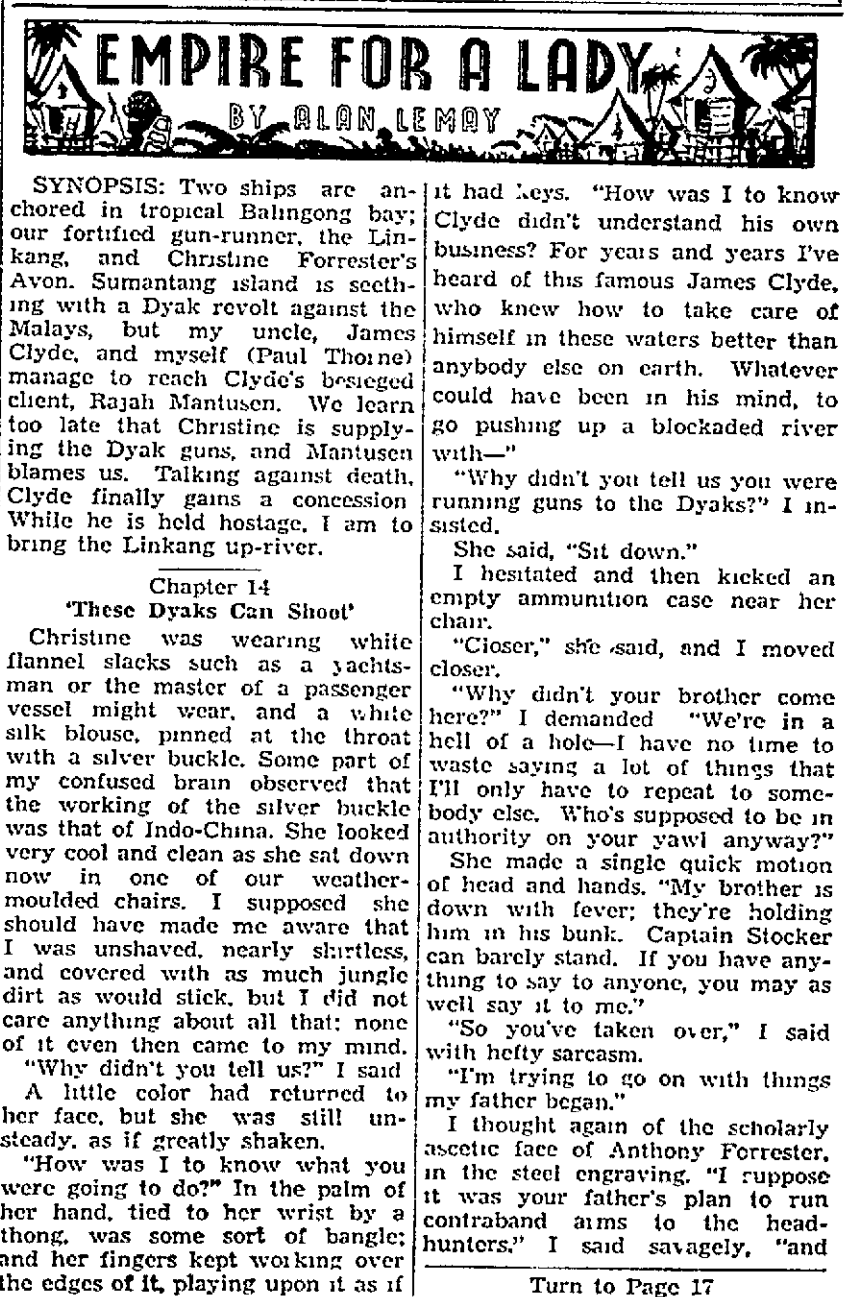 EMPIRE FOR A LADY
BY ALAN LEMAY
SYNOPSIS: Two ships are an-
chored in tropical Balingong bay;
our fortified gun-runner, the Lin-
kang, and Christine Forrester's
Avon. Sumantang island is seeth-
ing with a Dyak revolt against the
Malays, but my uncle, James
Clyde, and myself (Paul Thorne)
manage to reach Clyde's besieged
client, Rajah Mantusen. We learn
too late that Christine is supply-
ing the Dyak guns, and Mantusen
blames us. Talking against death,
Clyde finally gains a concession
While he is held hostage, I am to
bring the Linkang up-river.
Chapter 14
'These Dyaks Can Shoot'
Christine was wearing white
flannel slacks such as a yachts-
man or the master of a passenger
vessel might wear, and a white
silk blouse, pinned at the throat
with a silver buckle. Some part of
my confused brain observed that
the working of the silver buckle
was that of Indo-China. She looked
very cool and clean as she sat down
now in one of our weather-
moulded chairs. I supposed she
should have made me aware that
I was unshaved, nearly shirtless,
and covered with as much jungle
dirt as would stick, but I did not
care anything about all that; none
of it even then came to my mind.
"Why didn't you tell us?" I said
A little color had returned to
her face, but she was still un-
steady, as if greatly shaken.
"How was I to know what you
were going to do?" In the palm of
her hand, tied to her wrist by a
thong, was some sort of bangle;
and her fingers kept working over
the edges of it, playing upon it as if
it had keys. "How was I to know
Clyde didn't understand his own
business? For years and years I've
heard of this famous James Clyde,
who knew how to take care of
himself in these waters better than
anybody else on earth. Whatever
could have been in his mind, to
go pushing up a blockaded river
with—"
"Why didn't you tell us you were
running guns to the Dyaks?" I in-
sisted.
She said, "Sit down."
I hesitated and then kicked an
empty ammunition case near her
chair.
"Closer," she said, and I moved
closer.
"Why didn't your brother come
here?" I demanded "We're in a
hell of a hole—I have no time to
waste saying a lot of things that
I'll only have to repeat to some-
body else. Who's supposed to be in
authority on your yawl anyway?"
She made a single quick motion
of head and hands. "My brother is
down with fever; they're holding
him in his bunk. Captain Stocker
can barely stand. If you have any-
thing to say to anyone, you may as
well say it to me."
"So you've taken over," I said
with hefty sarcasm.
"I'm trying to go on with things
my father began."
I thought again of the scholarly
ascetic face of Anthony Forrester,
in the steel engraving. "I ruppose
it was your father's plan to run
contraband arms to the head-
hunters," I said savagely, "and
Turn to Page 17